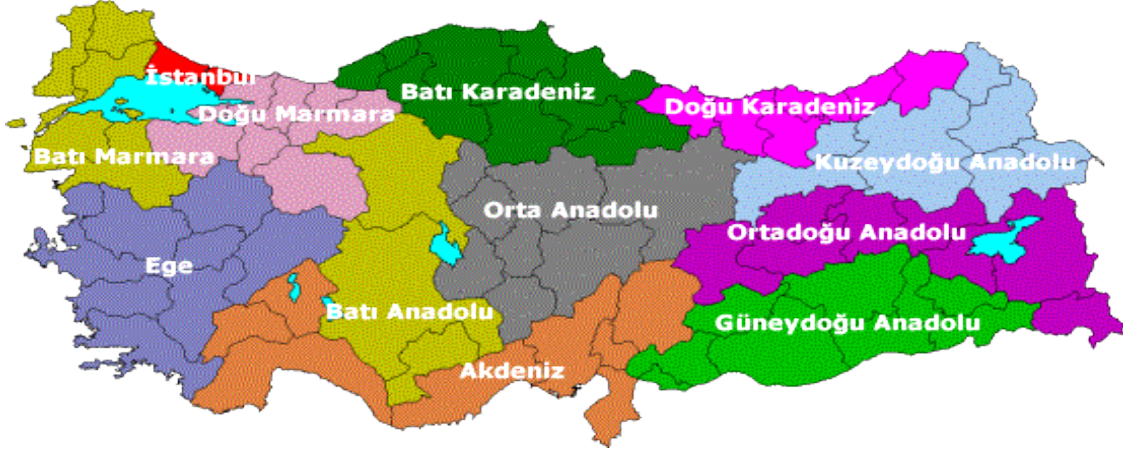 İstanbul
Batı Karadeniz
Doğu Karadeniz
Doğu Marmara
Batı Marmara
Kuzeydoğu Anadolu
Orta Anadolu
Ortadoğu Anadolu
Ege
Batı Anadolu
Güneydoğu Anadolu
Akdeniz